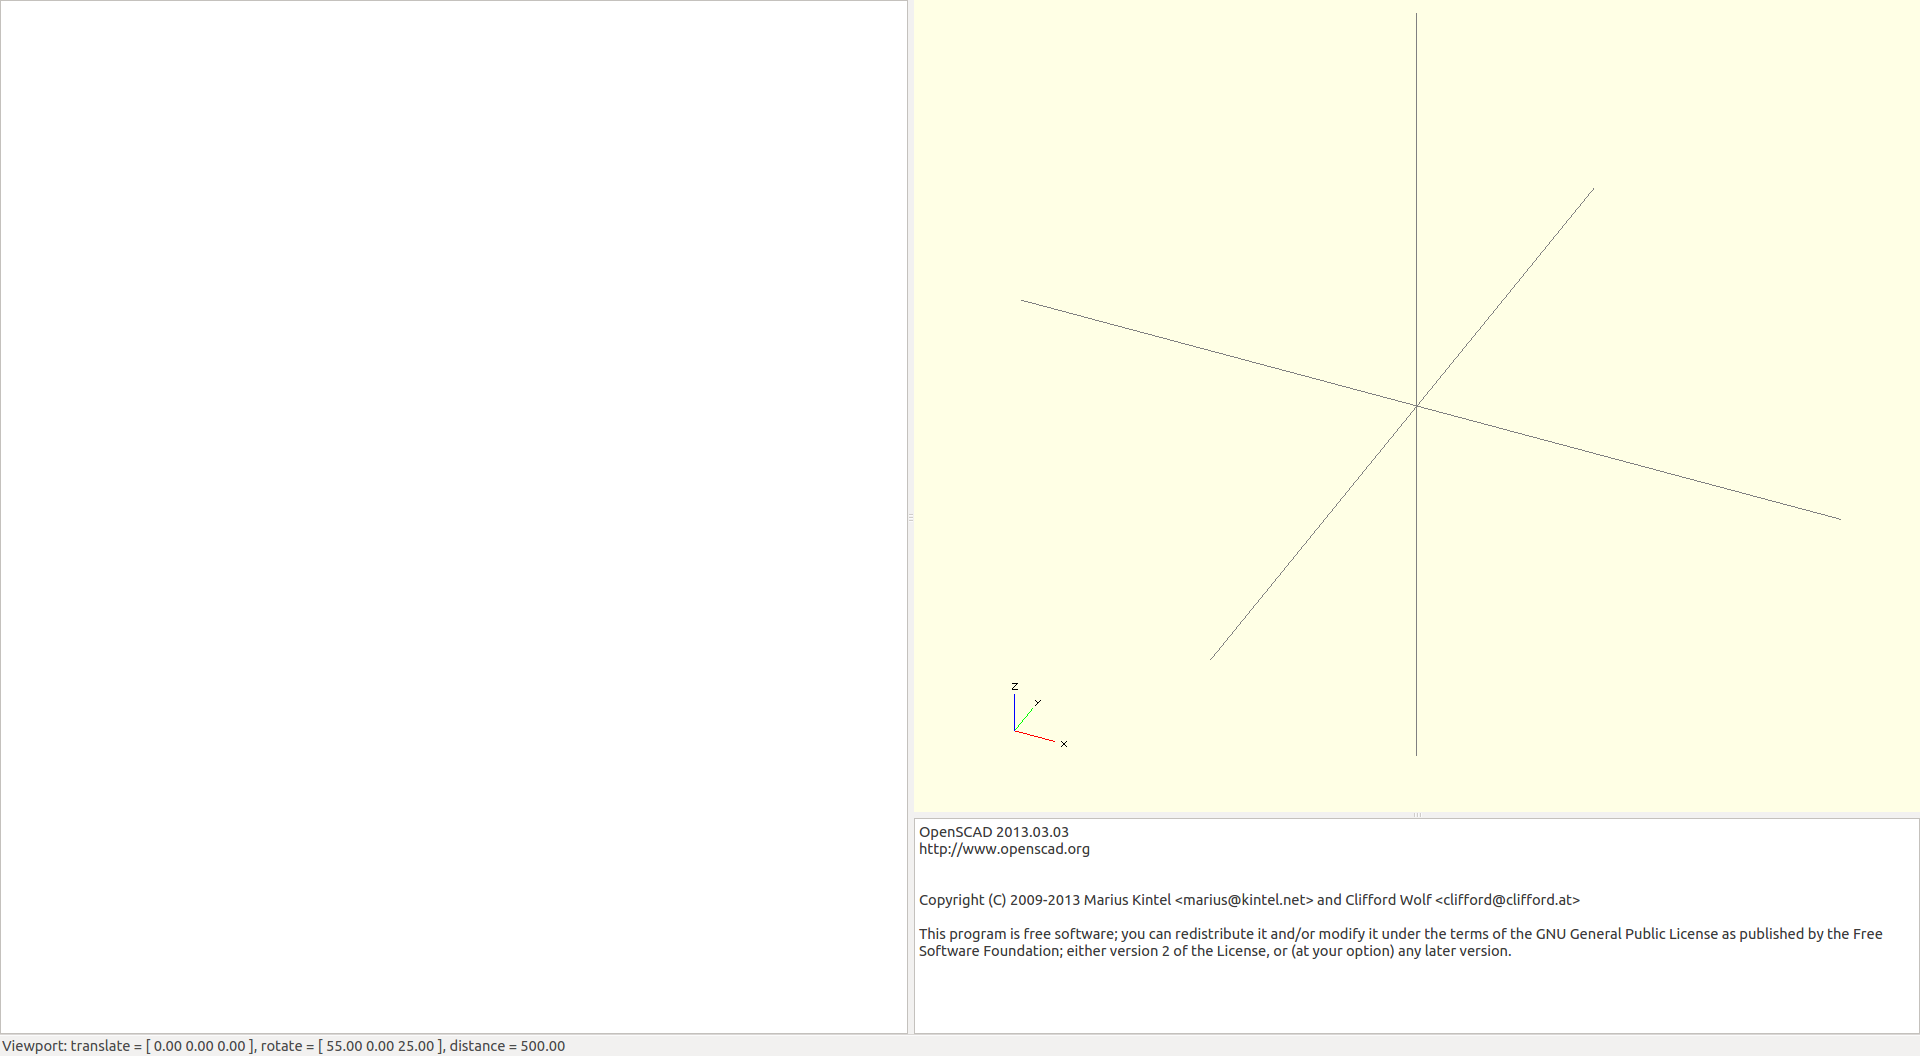 Z
Y
X
OpenSCAD 2013.03.03
http://www.openscad.org
Copyright (C) 2009-2013 Marius Kintel <marius@kintel.net> and Clifford Wolf <clifford@clifford.at>
This program is free software; you can redistribute it and/or modify it under the terms of the GNU General Public License as published by the Free
Software Foundation; either version 2 of the License, or (at your option) any later version.
Viewport: translate = [ 0.00 0.00 0.00 ], rotate = [ 55.00 0.00 25.00 ], distance = 500.00